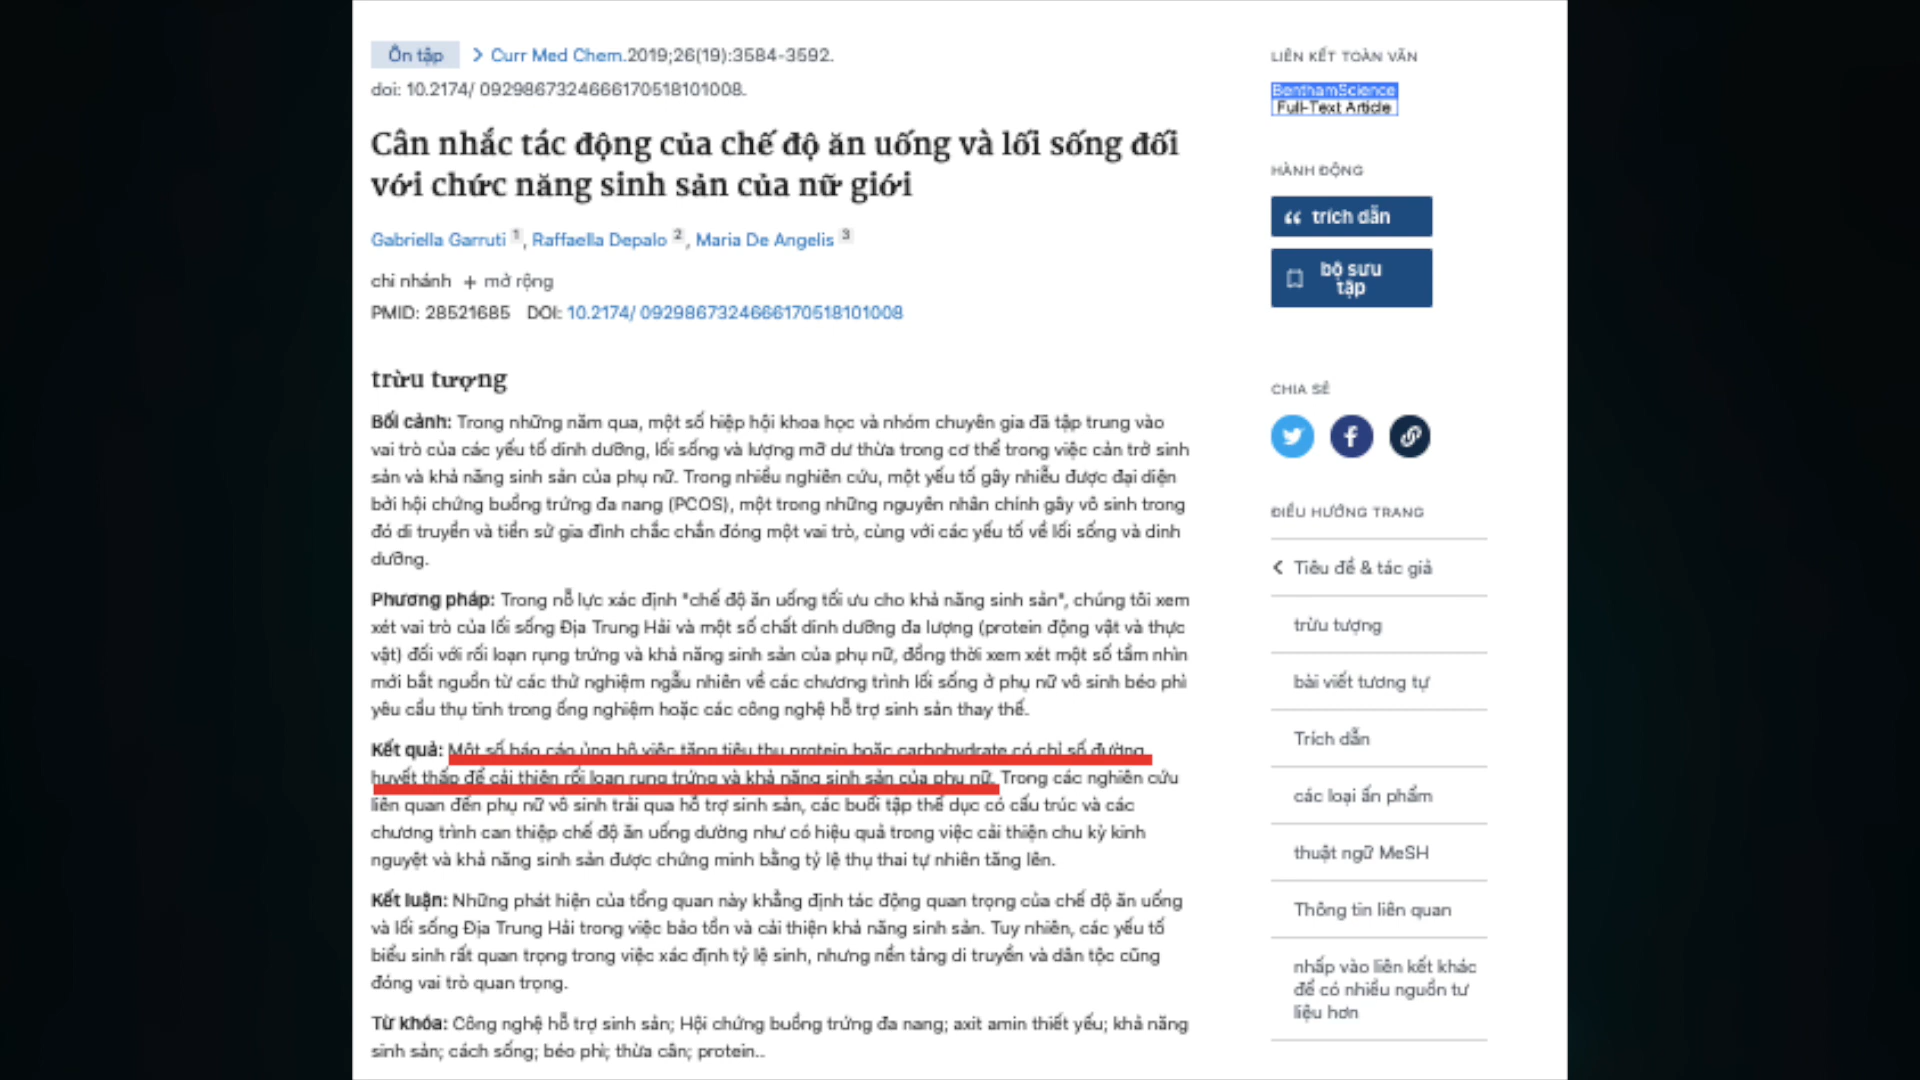 Ôn tập
Curr Med Chem.2019;26(19):3584-3592.
doi: 10.2174/ 0929867324666170518101008.
Cân nhắc tác động của chế độ ăn uống và lối sống đối
với chức năng sinh sản của nữ giới
Gabriella Garruti 1, Raffaella Depalo 2, Maria De Angelis 3
chi nhánh + mở rộng
PMID: 28521685 DOI: 10.2174/ 0929867324666170518101008
trừu tượng
Bối cảnh: Trong những năm qua, một số hiệp hội khoa học và nhóm chuyên gia đã tập trung vào
vai trò của các yếu tố dinh dưỡng, lối sống và lượng mỡ dư thừa trong cơ thể trong việc cản trở sinh
sản và khả năng sinh sản của phụ nữ. Trong nhiều nghiên cứu, một yếu tố gây nhiễu được đại diện
bởi hội chứng buồng trứng đa nang (PCOS), một trong những nguyên nhân chính gây vô sinh trong
đó di truyền và tiền sử gia đình chắc chắn đóng một vai trò, cùng với các yếu tố về lối sống và dinh
dưỡng.
Phương pháp: Trong nỗ lực xác định "chế độ ăn uống tối ưu cho khả năng sinh sản", chúng tôi xem
xét vai trò của lối sống Địa Trung Hải và một số chất dinh dưỡng đa lượng (protein động vật và thực
vật) đối với rối loạn rụng trứng và khả năng sinh sản của phụ nữ, đồng thời xem xét một số tầm nhìn
mới bắt nguồn từ các thử nghiệm ngẫu nhiên về các chương trình lối sống ở phụ nữ vô sinh béo phì
yêu cầu thụ tinh trong ống nghiệm hoặc các công nghệ hỗ trợ sinh sản thay thế.
Kết quả: Một số báo cáo ủng hộ việc tăng tiêu thụ protein hoặc carbohydrate có chỉ số đường
huyết thấp để cải thiện rối loạn rụng trứng và khả năng sinh sản của phụ nữ. Trong các nghiên cứu
liên quan đến phụ nữ vô sinh trải qua hỗ trợ sinh sản, các buổi tập thể dục có cấu trúc và các
chương trình can thiệp chế độ ăn uống dường như có hiệu quả trong việc cải thiện chu kỳ kinh
nguyệt và khả năng sinh sản được chứng minh bằng tỷ lệ thụ thai tự nhiên tăng lên.
Kết luận: Những phát hiện của tổng quan này khẳng định tác động quan trọng của chế độ ăn uống
và lối sống Địa Trung Hải trong việc bảo tồn và cải thiện khả năng sinh sản. Tuy nhiên, các yếu tố
biểu sinh rất quan trọng trong việc xác định tỷ lệ sinh, nhưng nền tảng di truyền và dân tộc cũng
đóng vai trò quan trọng.
Từ khóa: Công nghệ hỗ trợ sinh sản; Hội chứng buồng trứng đa nang; axit amin thiết yếu; khả năng
sinh sản; cách sống; béo phì; thừa cân; protein..
LIÊN KẾT TOÀN VĂN
BenthamScience
Full-Text Article
HÀNH ĐỘNG
trích dẫn
bộ sưu
tập
CHIA SẺ
ĐIỀU HƯỚNG TRANG
Tiêu đề & tác giả
trừu tượng
bài viết tương tự
Trích dẫn
các loại ấn phẩm
thuật ngữ MeSH
Thông tin liên quan
nhấp vào liên kết khác
để có nhiều nguồn tư
liệu hơn